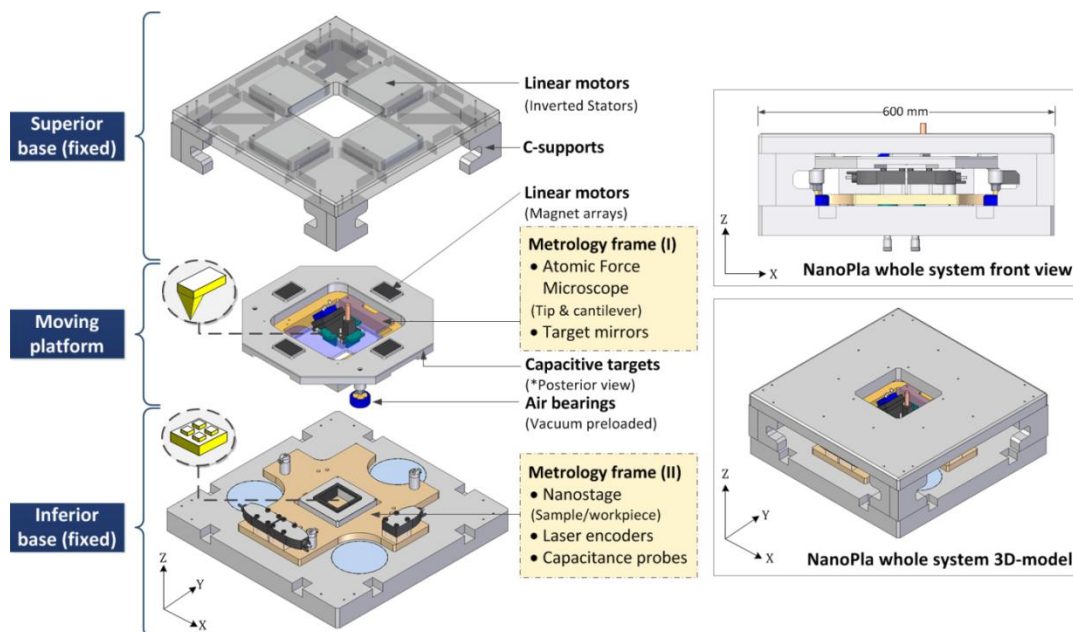 Superior
base (fixed)
Linear motors
(Inverted Stators)
C-supports
Linear motors
(Magnet arrays)
Metrology frame (I)
• Atomic Force
Microscope
(Tip & cantilever)
• Target mirrors
Moving
platform
Capacitive targets
(*Posterior view)
Air bearings
(Vacuum preloaded)
Metrology frame (II)
• Nanostage
(Sample/workpiece)
• Laser encoders
• Capacitance probes
Inferior
base (fixed)
Z
Y
X
600 mm
Z
X
NanoPla whole system front view
Z
Y
X
NanoPla whole system 3D-model